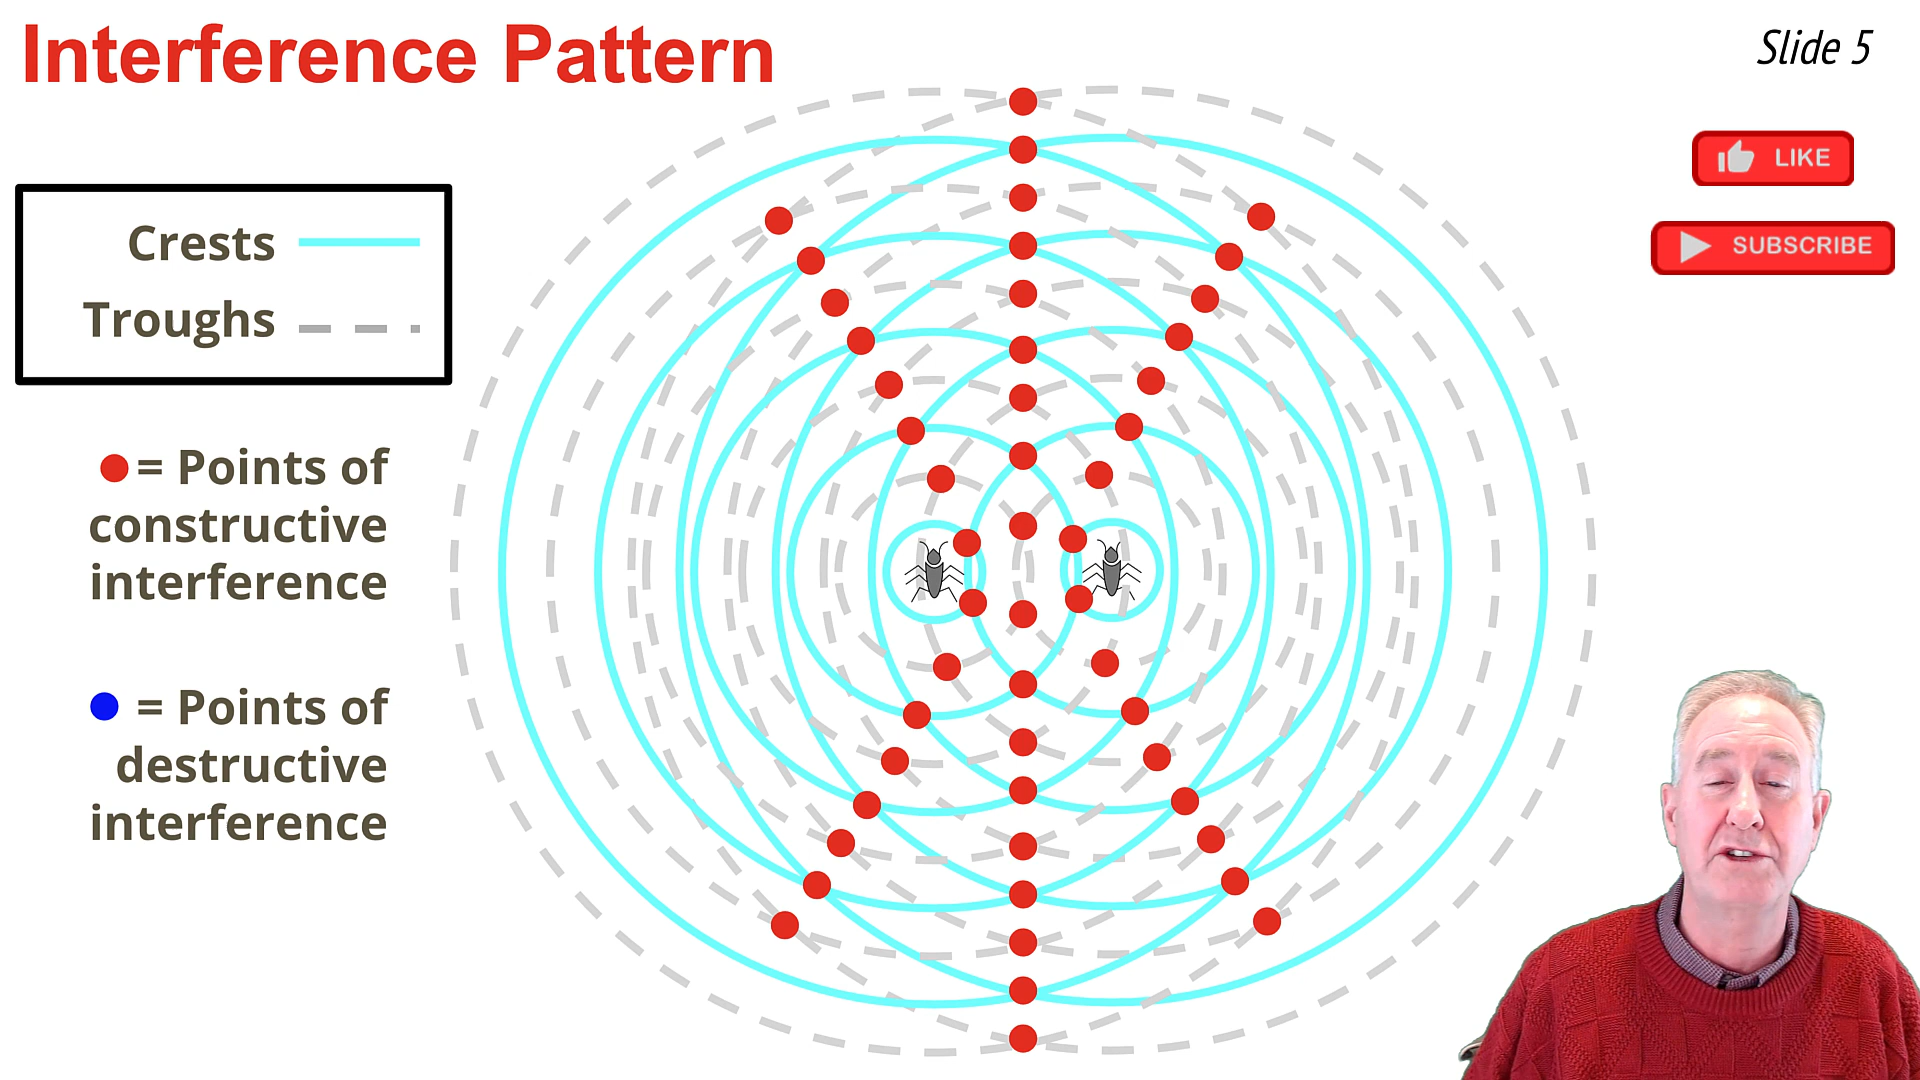 Interference Pattern
Slide 5
LIKE
SUBSCRIBE
Crests
Troughs
= Points of
constructive
interference
= Points of
destructive
interference